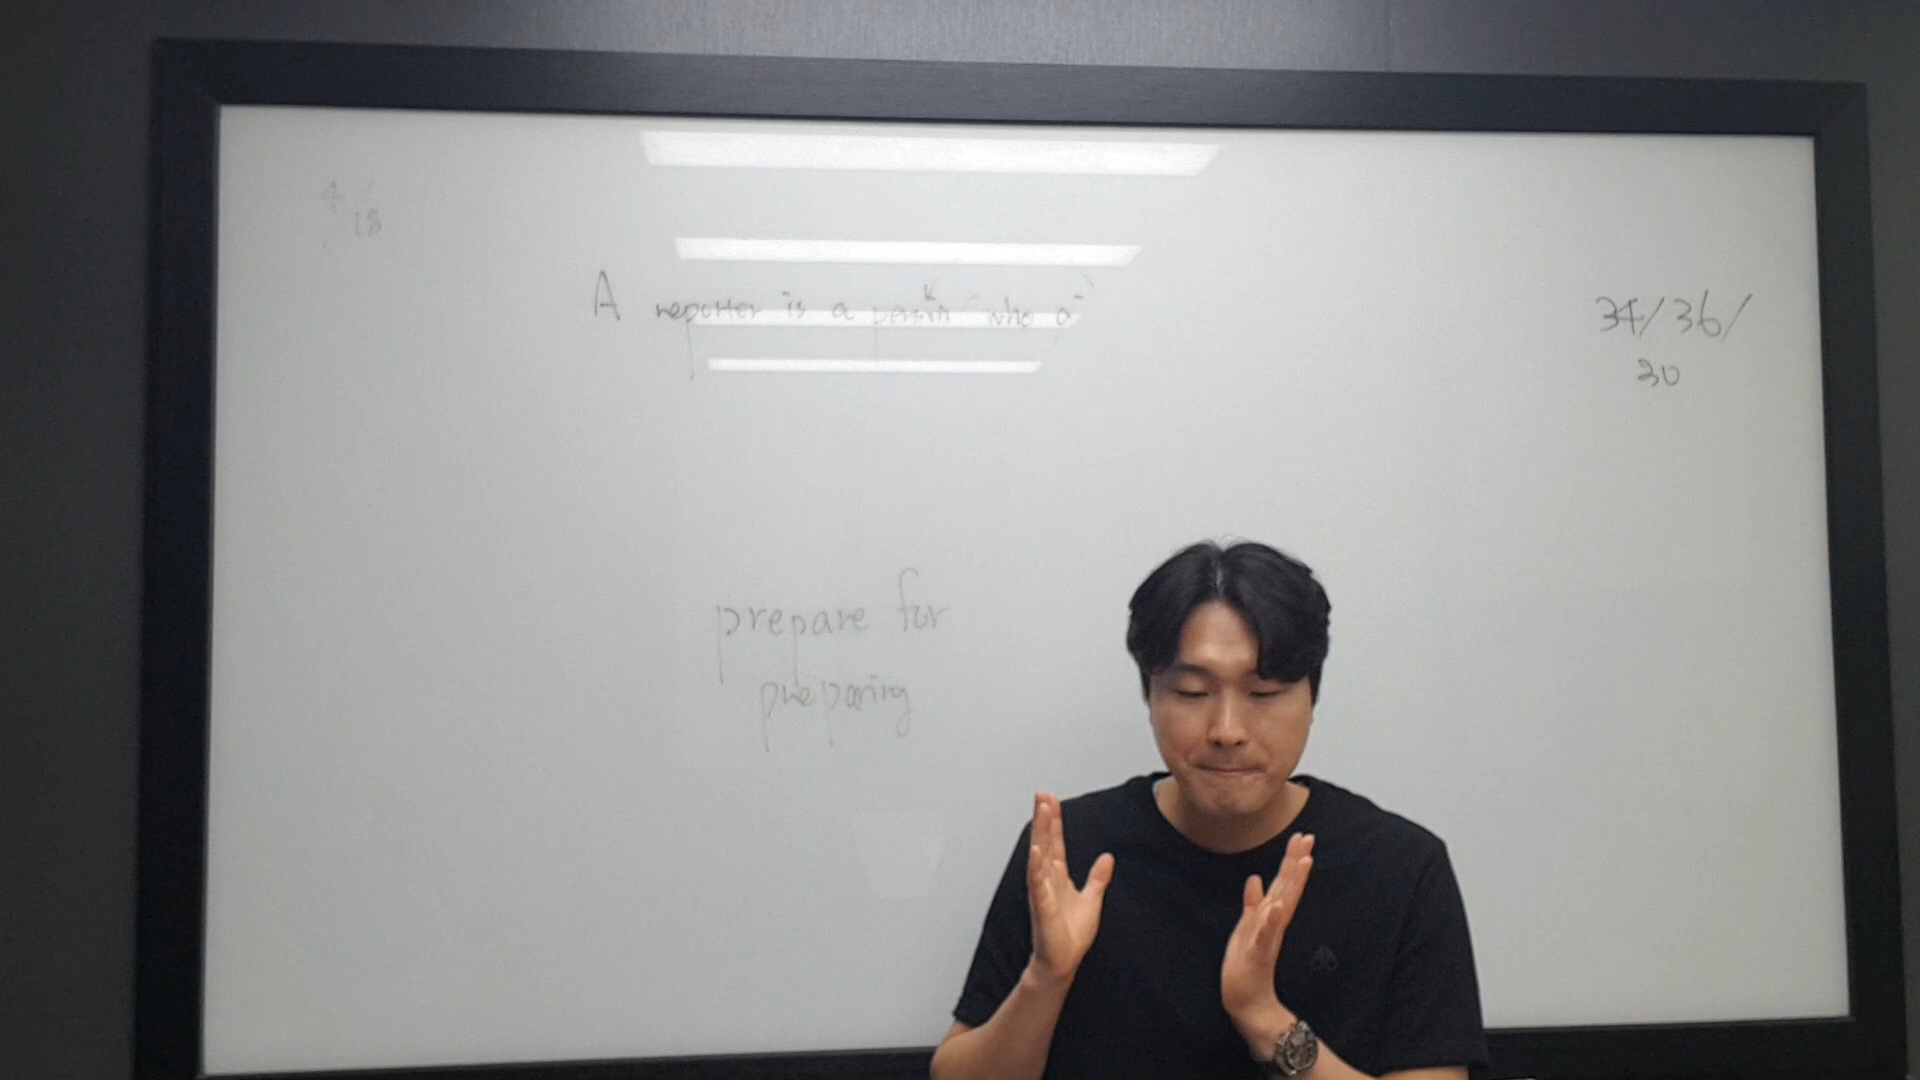 4
18
A reporter is a person who a
34/36/
30
prepare for
preparing